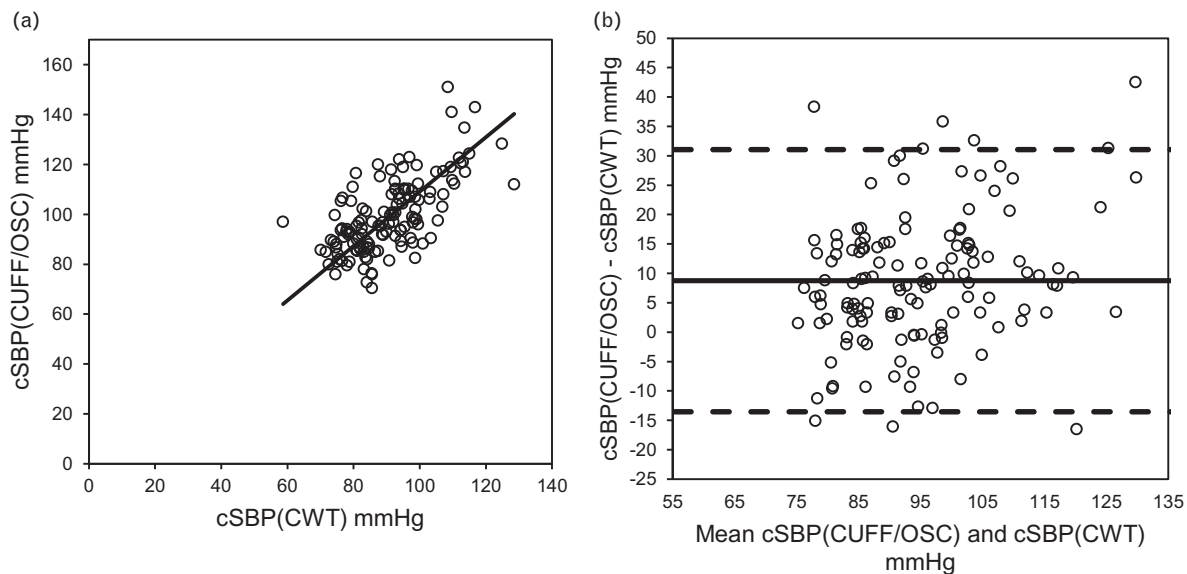 (a)
160
140
120
100
80
60
40
20
0
cSBP(CUFF/OSC) mmHg
0 20 40 60 80 100 120 140
cSBP(CWT) mmHg
(b)
50
45
40
35
30
25
20
15
10
5
0
-5
-10
-15
-20
-25
cSBP(CUFF/OSC) - cSBP(CWT) mmHg
55 65 75 85 95 105 115 125 135
Mean cSBP(CUFF/OSC) and cSBP(CWT)
mmHg